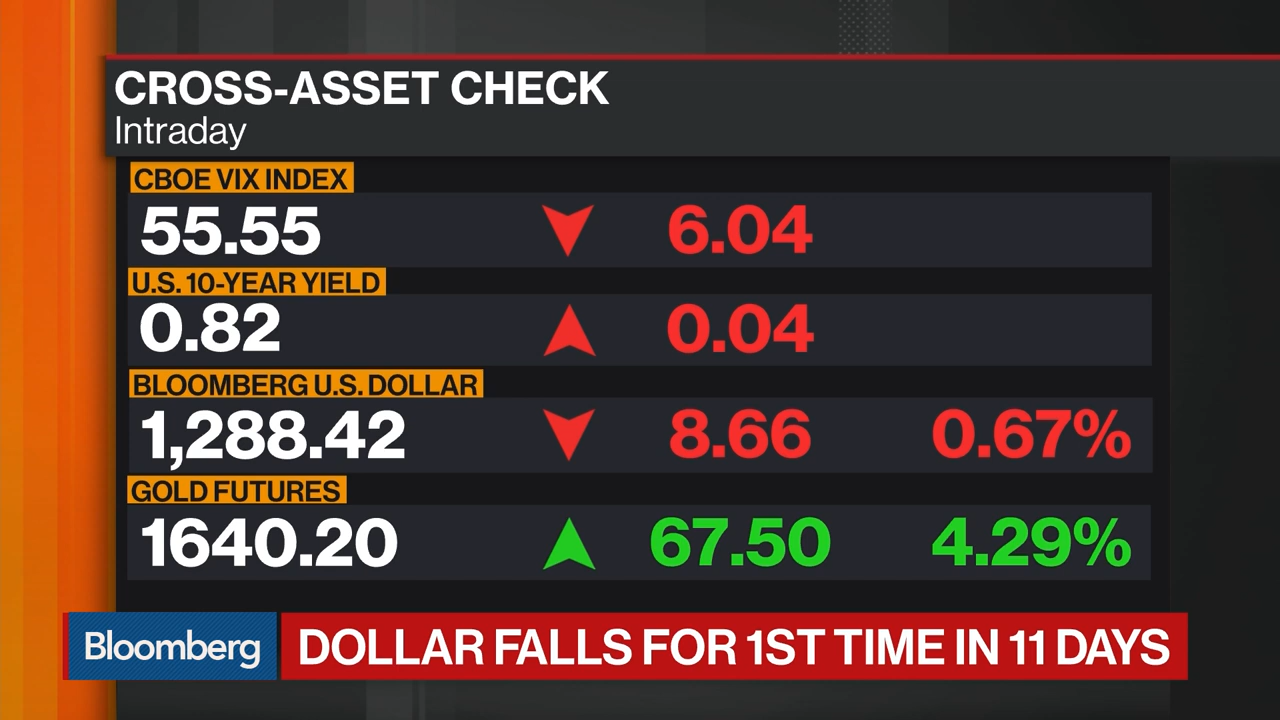 CROSS-ASSET CHECK
Intraday
CBOE VIX INDEX
55.55 6.04
U.S. 10-YEAR YIELD
0.82 0.04
BLOOMBERG U.S. DOLLAR
1,288.42 8.66 0.67%
GOLD FUTURES
1640.20 67.50 4.29%
Bloomberg DOLLAR FALLS FOR 1ST TIME IN 11 DAYS